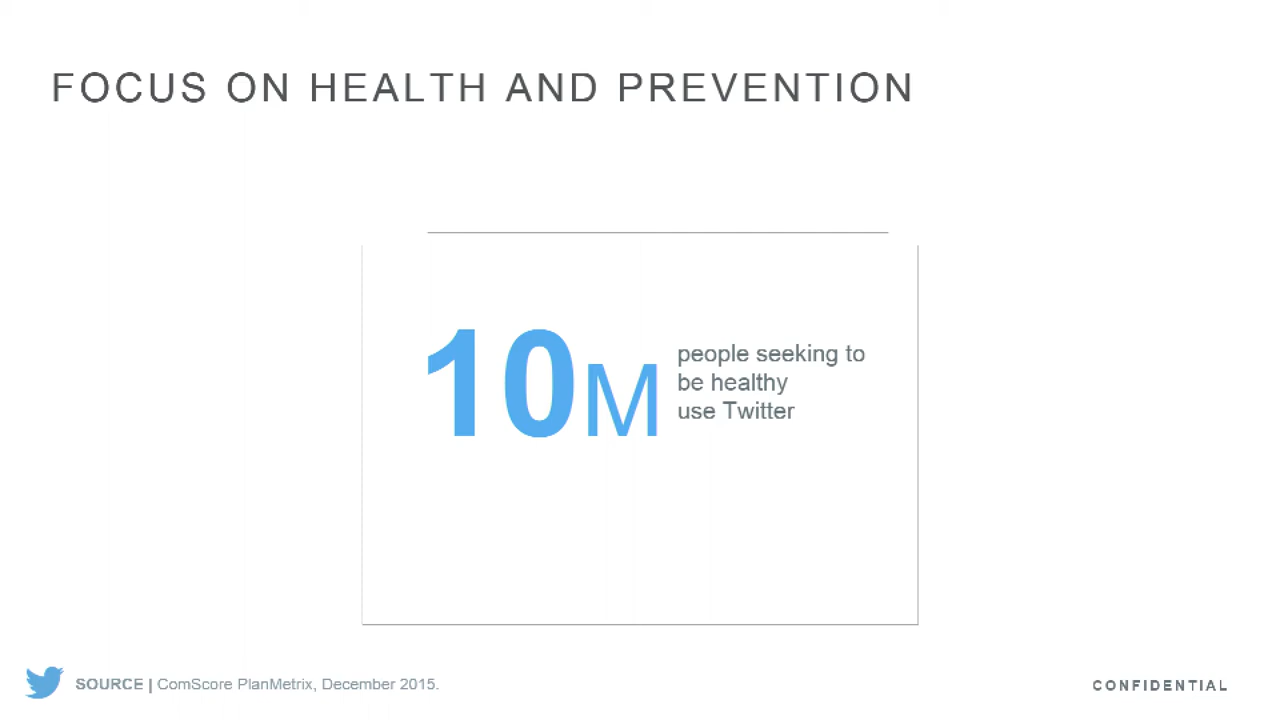 FOCUS ON HEALTH AND PREVENTION
10M
people seeking to
be healthy
use Twitter
SOURCE | ComScore PlanMetrix, December 2015.
CONFIDENTIAL